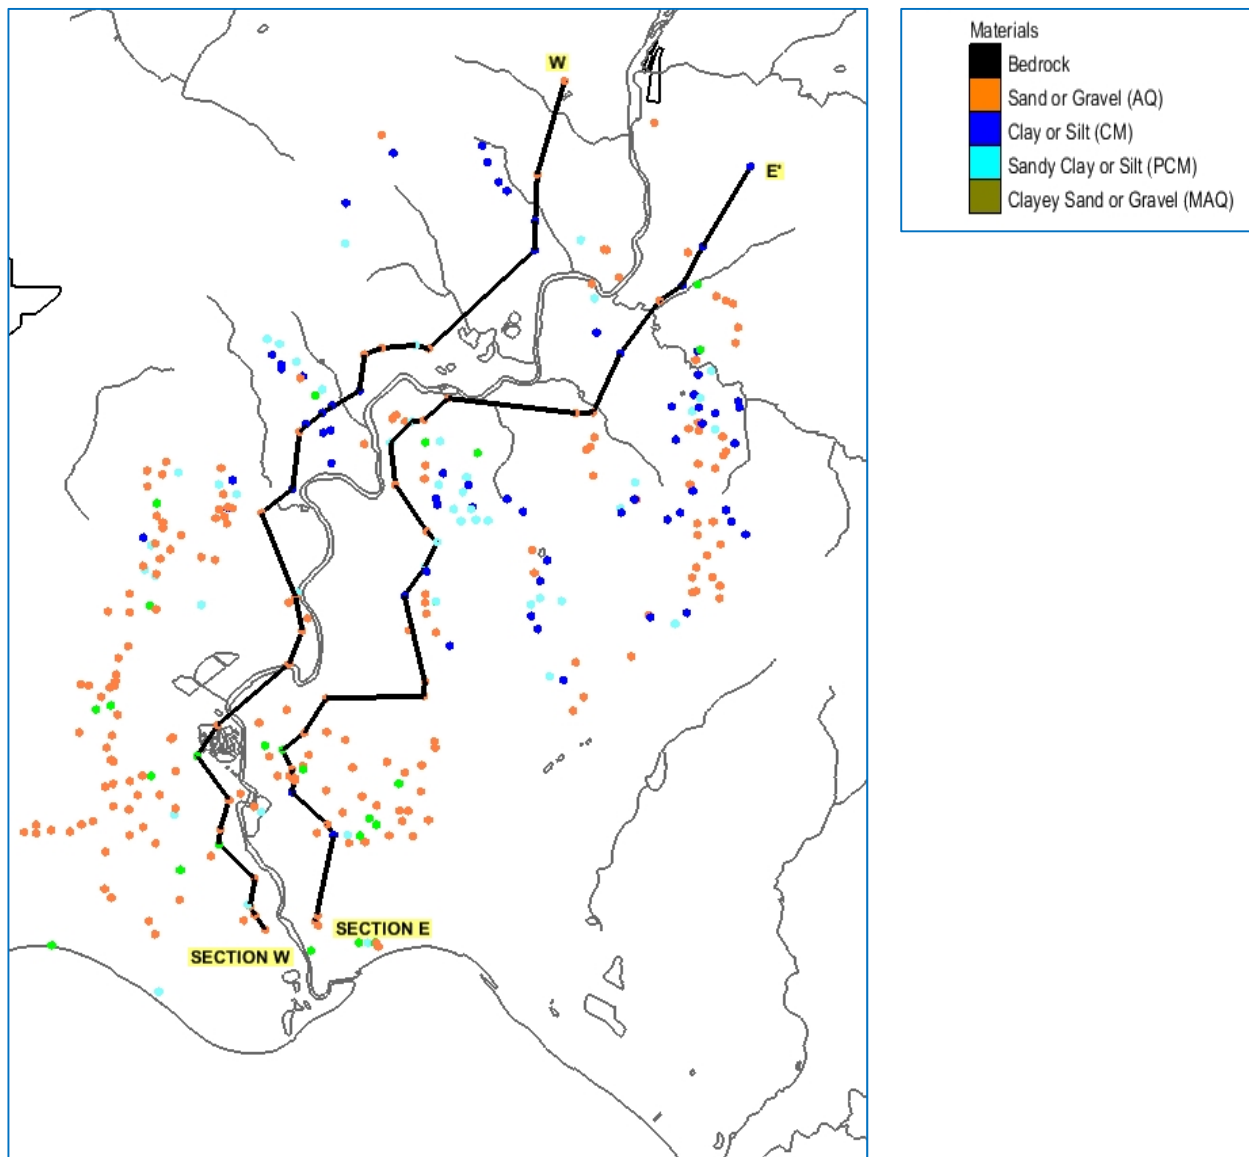 W
E'
SECTION E
SECTION W
Materials
Bedrock
Sand or Gravel (AQ)
Clay or Silt (CM)
Sandy Clay or Silt (PCM)
Clayey Sand or Gravel (MAQ)